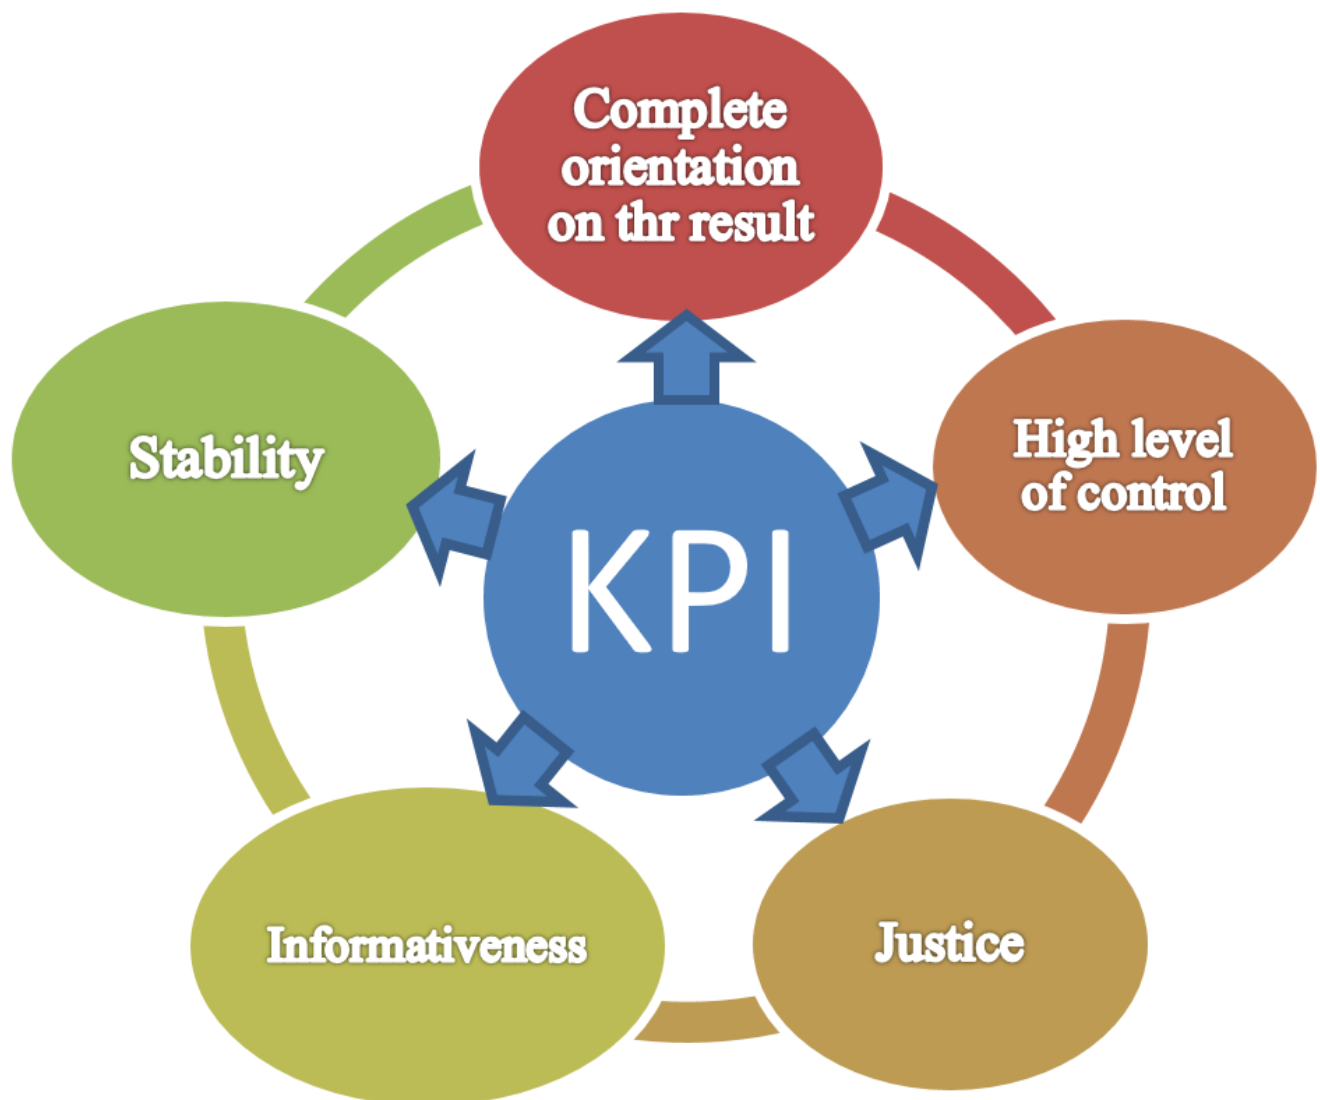 Complete
orientation
on thr result
High level
of control
Stability
KPI
Informativeness
Justice